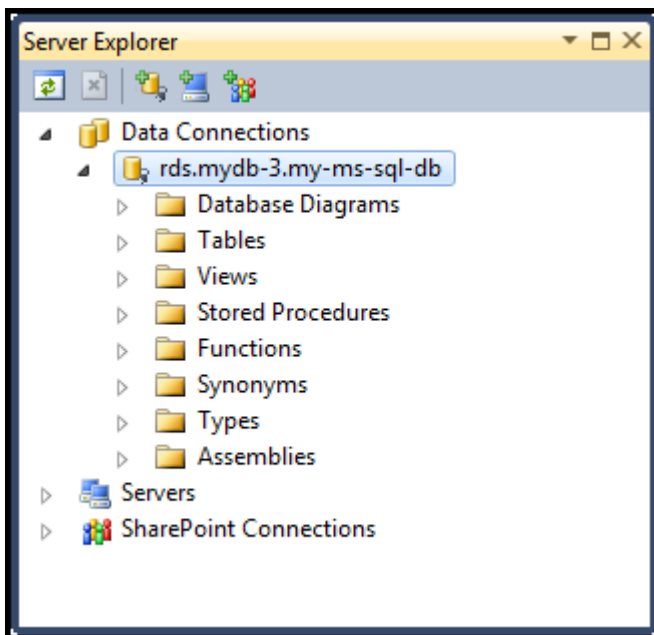 Server Explorer
Data Connections
rds.mydb-3.my-ms-sql-db
Database Diagrams
Tables
Views
Stored Procedures
Functions
Synonyms
Types
Assemblies
Servers
SharePoint Connections